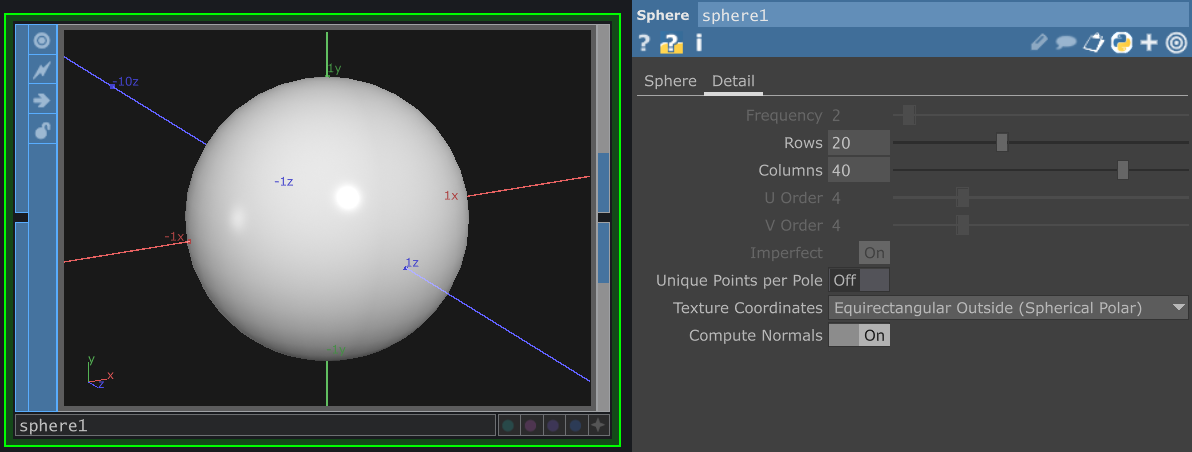 Sphere sphere1
-10z
1y
-1z
1x
-1x
1z
y
x
z
sphere1
Sphere Detail
Frequency 2
Rows 20
Columns 40
U Order 4
V Order 4
Imperfect On
Unique Points per Pole Off
Texture Coordinates Equirectangular Outside (Spherical Polar)
Compute Normals On